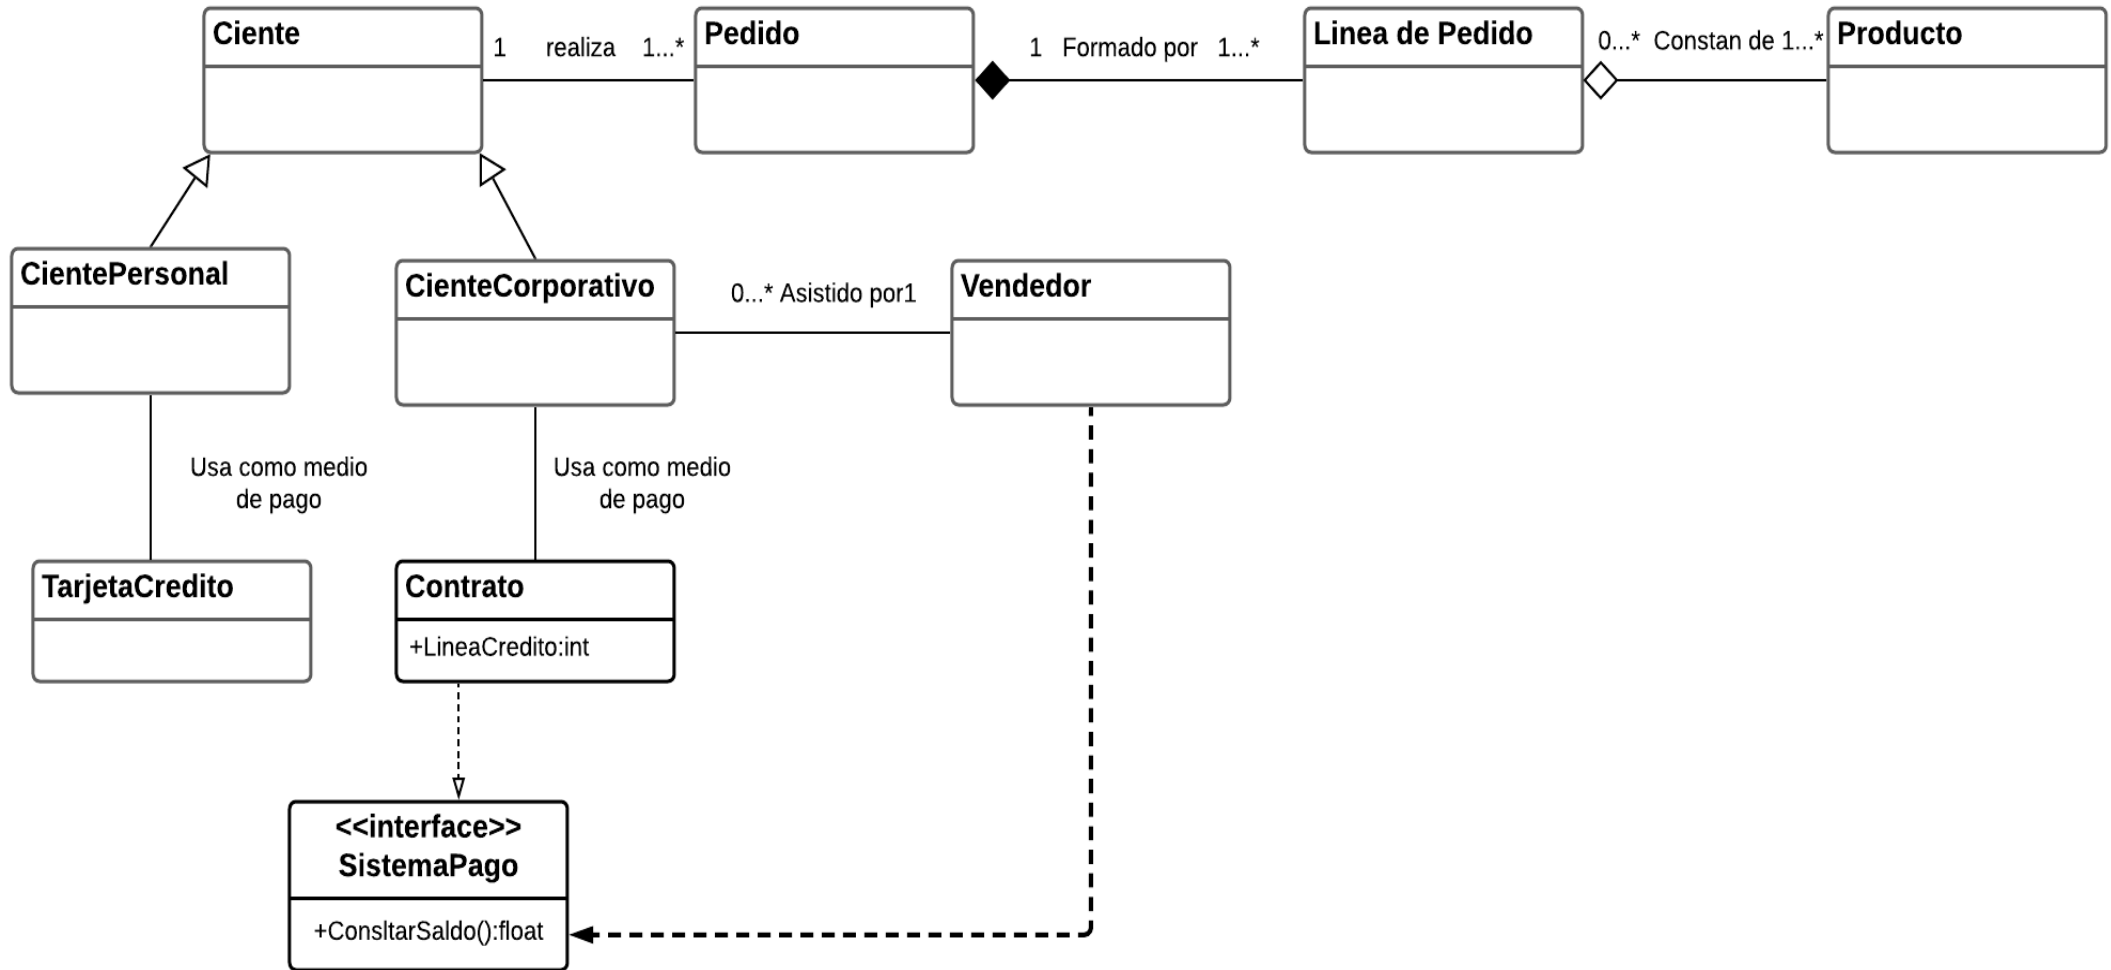 Ciente
1 realiza 1...*
Pedido
1 Formado por 1...*
Linea de Pedido
0...* Constan de 1...*
Producto
CientePersonal
CienteCorporativo
0...* Asistido por1
Vendedor
Usa como medio
de pago
Usa como medio
de pago
TarjetaCredito
Contrato
+LineaCredito:int
<<interface>>
SistemaPago
+ConsltarSaldo():float